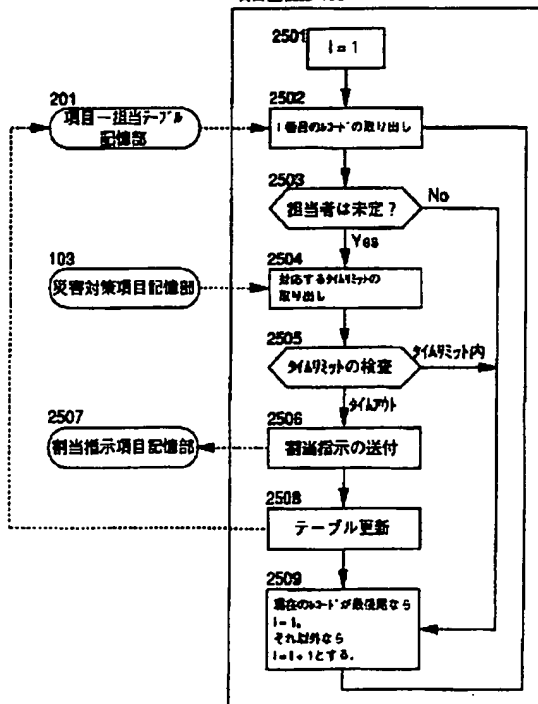 2501
I=1
201
項目－担当テーブル
記憶部
2502
I番目のレコードの取り出し
2503
担当者は未定？
No
Yes
103
災害対策項目記憶部
2504
対応するタイムリミットの
取り出し
2505
タイムリミットの検査
タイムリミット内
タイムアウト
2507
割当指示項目記憶部
2506
割当指示の送付
2508
テーブル更新
2509
現在のレコードが最後尾なら
I=1。
それ以外なら
I=I+1とする。